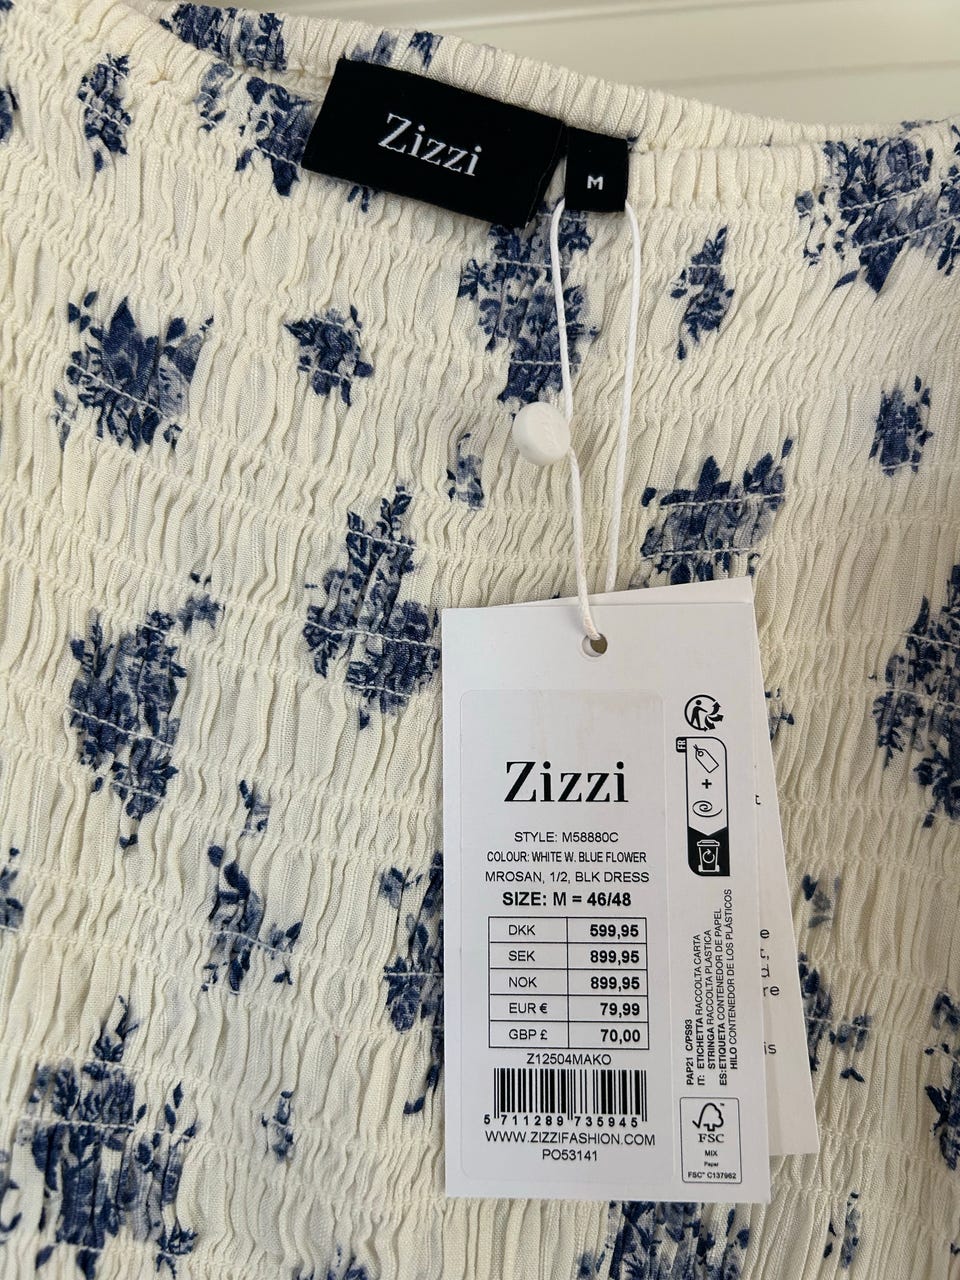 Zizzi
M
Zizzi
STYLE: M58880C
COLOUR: WHITE W. BLUE FLOWER
MROSAN, 1/2, BLK DRESS
SIZE: M = 46/48
DKK 599,95
SEK 899,95
NOK 899,95
EUR € 79,99
GBP £ 70,00
Z12504MAKO
5 711289 735945
WWW.ZIZZIFASHION.COM
PO53141
FR
+
PAP21 C/PS93
IT: ETICHETTA RACCOLTA CARTA
STRINGA RACCOLTA PLASTICA
ES:ETIQUETA CONTENEDOR DE PAPEL
HILO CONTENEDOR DE LOS PLÁSTICOS
FSC
MIX
Paper
FSC™ C137962